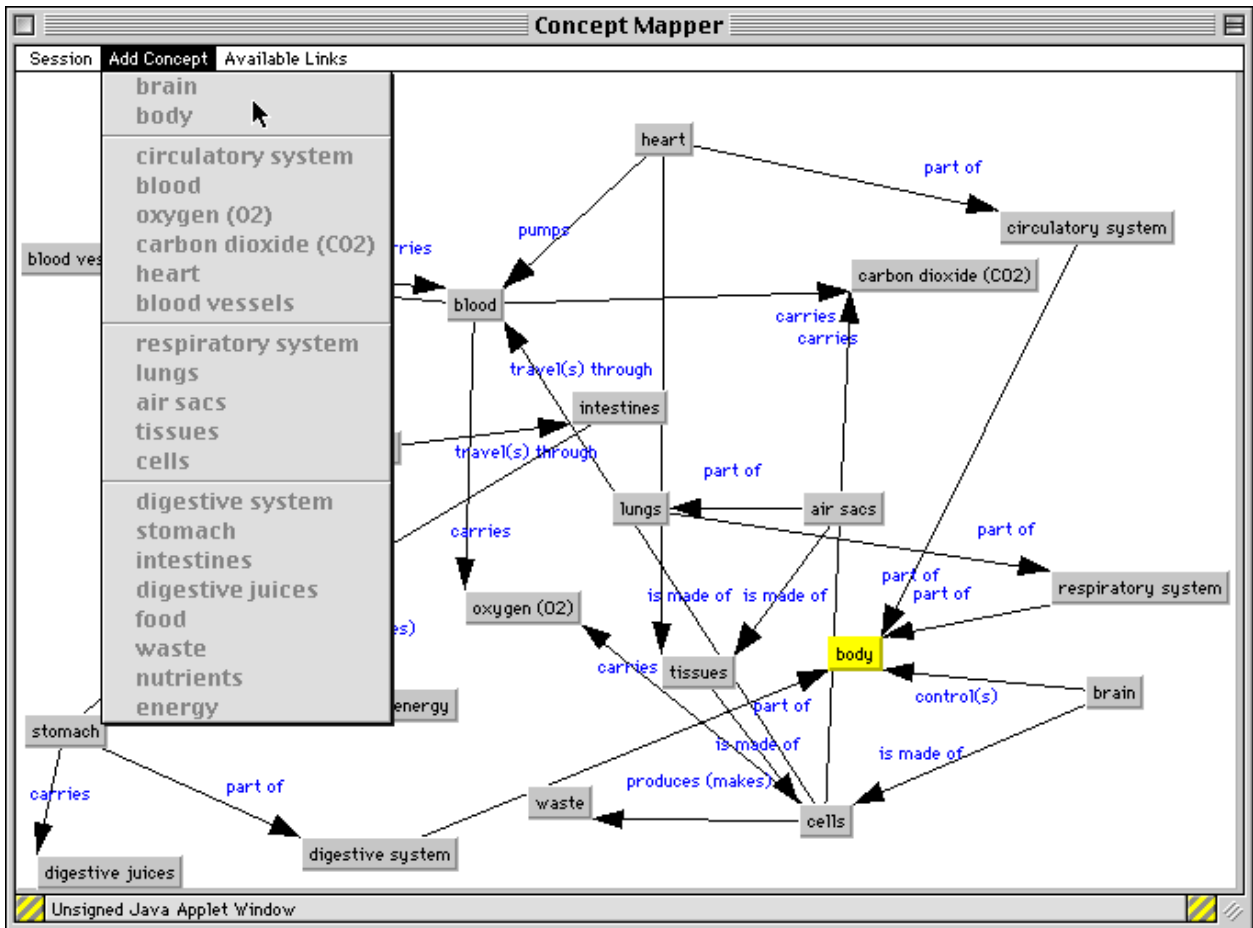 Concept Mapper
Session Add Concept Available Links
brain
body
circulatory system
blood
oxygen (O2)
carbon dioxide (CO2)
heart
blood vessels
respiratory system
lungs
air sacs
tissues
cells
digestive system
stomach
intestines
digestive juices
food
waste
nutrients
energy
heart
part of
circulatory system
pumps
blood ves
rries
carbon dioxide (CO2)
blood
carries
carries
travel(s) through
intestines
travel(s) through
part of
lungs
air sacs
carries
part of
part of
respiratory system
is made of
is made of
part of
oxygen (O2)
es)
body
carries
tissues
brain
control(s)
energy
part of
stomach
is made of
is made of
produces (makes)
part of
carries
waste
cells
digestive system
digestive juices
Unsigned Java Applet Window